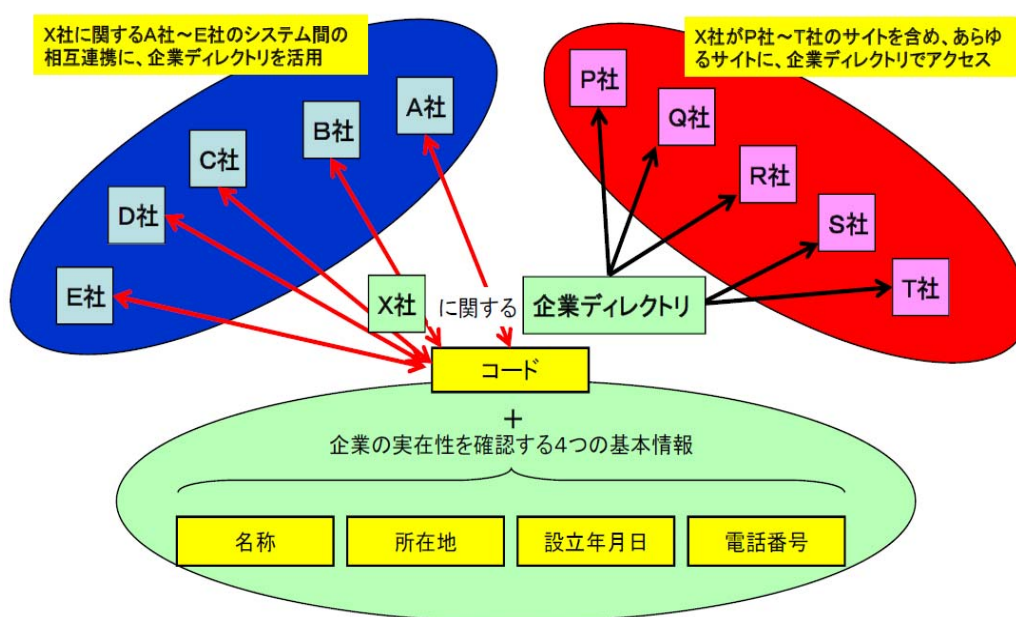 X社に関するA社～E社のシステム間の
相互連携に、企業ディレクトリを活用
X社がP社～T社のサイトを含め、あらゆ
るサイトに、企業ディレクトリでアクセス
A社
B社
C社
D社
E社
P社
Q社
R社
S社
T社
X社 に関する 企業ディレクトリ
コード
+
企業の実在性を確認する4つの基本情報
名称 所在地 設立年月日 電話番号